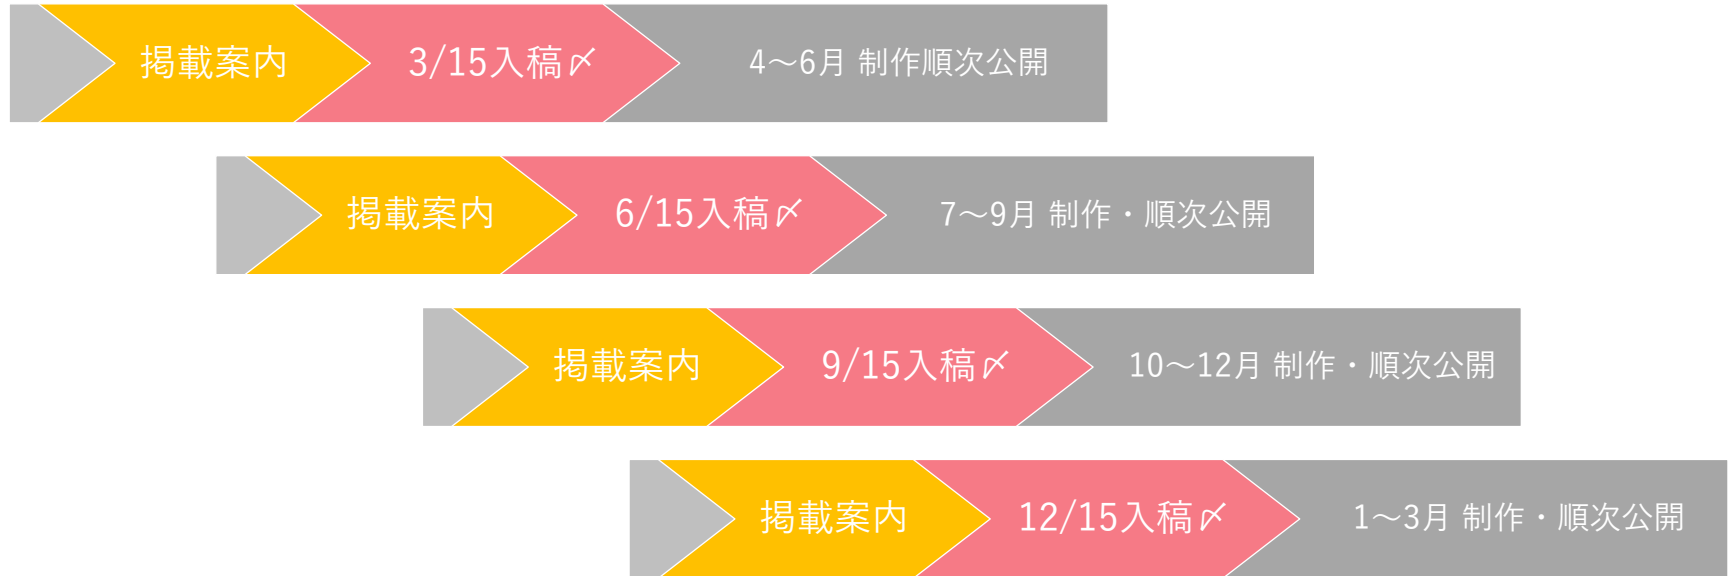 掲載案内 3/15入稿〆 4～6月 制作順次公開
掲載案内 6/15入稿〆 7～9月 制作・順次公開
掲載案内 9/15入稿〆 10～12月 制作・順次公開
掲載案内 12/15入稿〆 1～3月 制作・順次公開